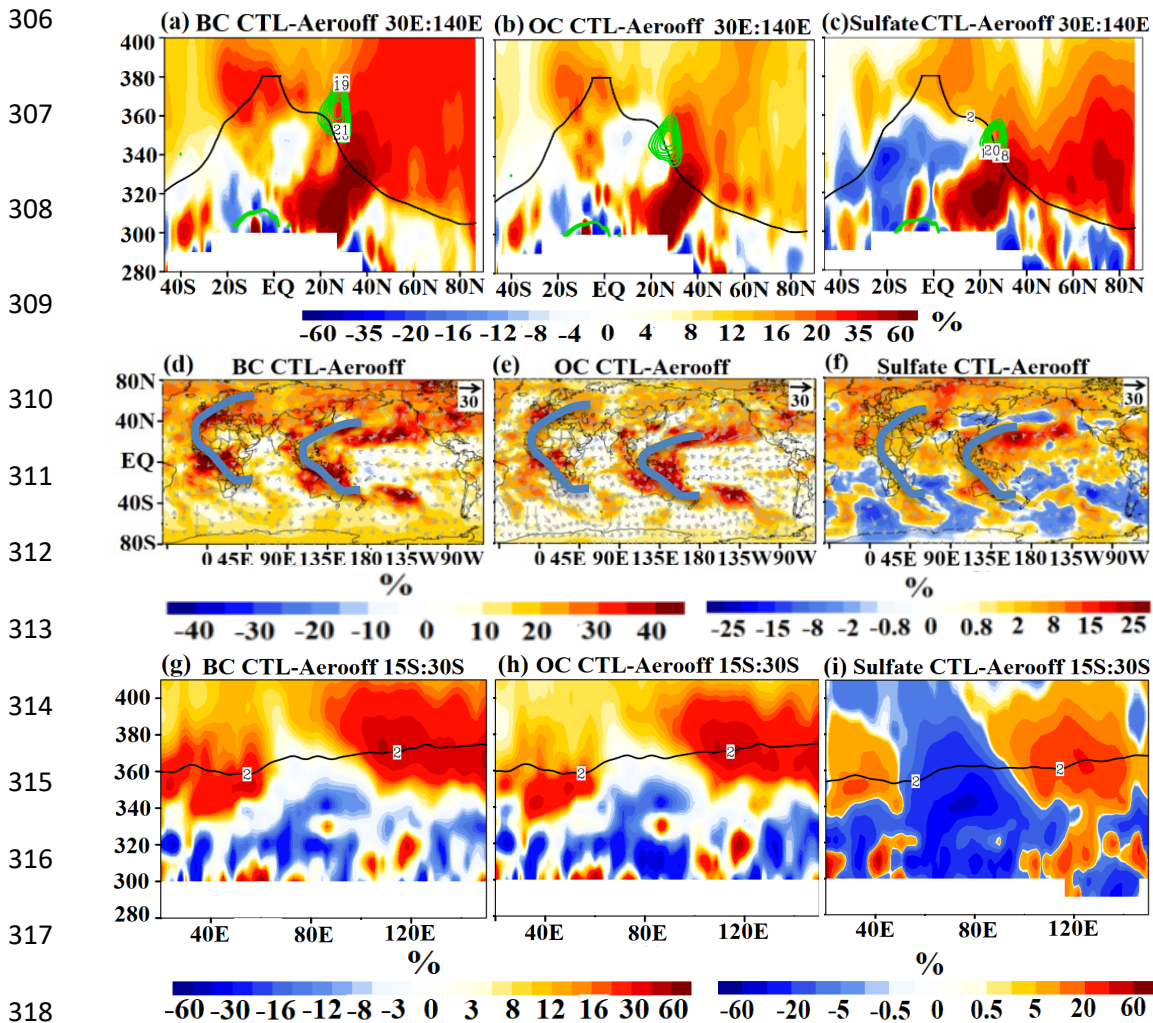 306
(a) BC CTL-Aerooff 30E:140E (b) OC CTL-Aerooff 30E:140E (c)Sulfate CTL-Aerooff 30E:140E
400
380
19
307
360
21
2
340
20
8
320
308
300
280
40S 20S EQ 20N 40N 80N 40S 20S EQ 20N 40N 80N 40S 20S EQ 20N 40N 80N
309
-60 -35 -20 -16 -12 -8 -4 0 4 8 12 16 20 35 60 %
(d) BC CTL-Aerooff (e) OC CTL-Aerooff (f) Sulfate CTL-Aerooff
80N
30 30 30
310
40N
EQ
311
40S
80S
312
0 45E 90E 135E 180 135W 90W 0 45E 90E 135E 180 135W 90W 0 45E 90E 135E 180 135W 90W
% %
313
-40 -30 -20 -10 0 10 20 30 40 -25 -15 -8 -2 -0.8 0 0.8 2 8 15 25
(g) BC CTL-Aerooff 15S:30S (h) OC CTL-Aerooff 15S:30S (i) Sulfate CTL-Aerooff 15S:30S
314
400
380
2 2 2
315
360
340
316
320
300
280
317
40E 80E 120E 40E 80E 120E 40E 80E 120E
% %
318
-60 -30 -16 -12 -8 -3 0 3 8 12 16 30 60 -60 -20 -5 -0.5 0 0.5 5 20 60